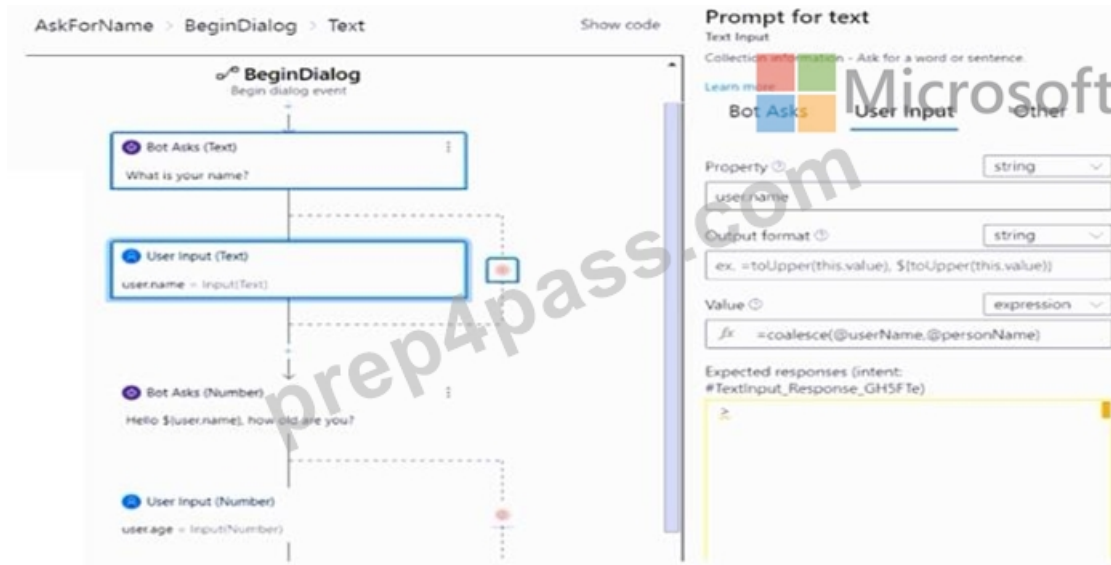 AskForName > BeginDialog > Text
Show code
BeginDialog
Begin dialog event
Bot Asks (Text)
What is your name?
User Input (Text)
user.name = Input(Text)
Bot Asks (Number)
Hello ${user.name}, how old are you?
User Input (Number)
user.age = Input(Number)
Prompt for text
Text Input
Collection information - Ask for a word or sentence.
Learn more
Microsoft
Bot Asks
User Input
Other
Property
string
user.name
Output format
string
ex. =toUpper(this.value), ${toUpper(this.value)}
Value
expression
fx =coalesce(@userName,@personName)
Expected responses (intent:
#TextInput_Response_GH5FTe)
>
prep4pass.com